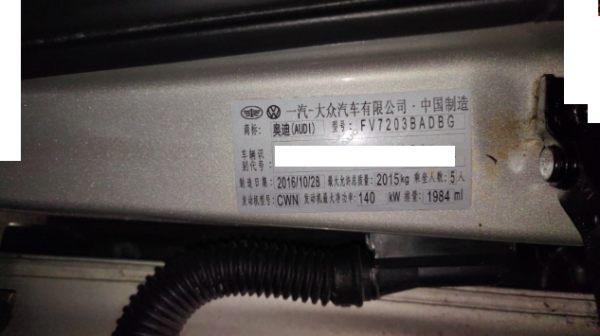 一汽-大众汽车有限公司·中国制造
商标: 奥迪(AUDI) 型号: FV7203BADBG
车辆识
别代号:
制造日期: 2016/10/28 最大允许总质量: 2015kg 乘坐人数: 5人
发动机型号: CWN 发动机最大净功率: 140 kW 排量: 1984 ml